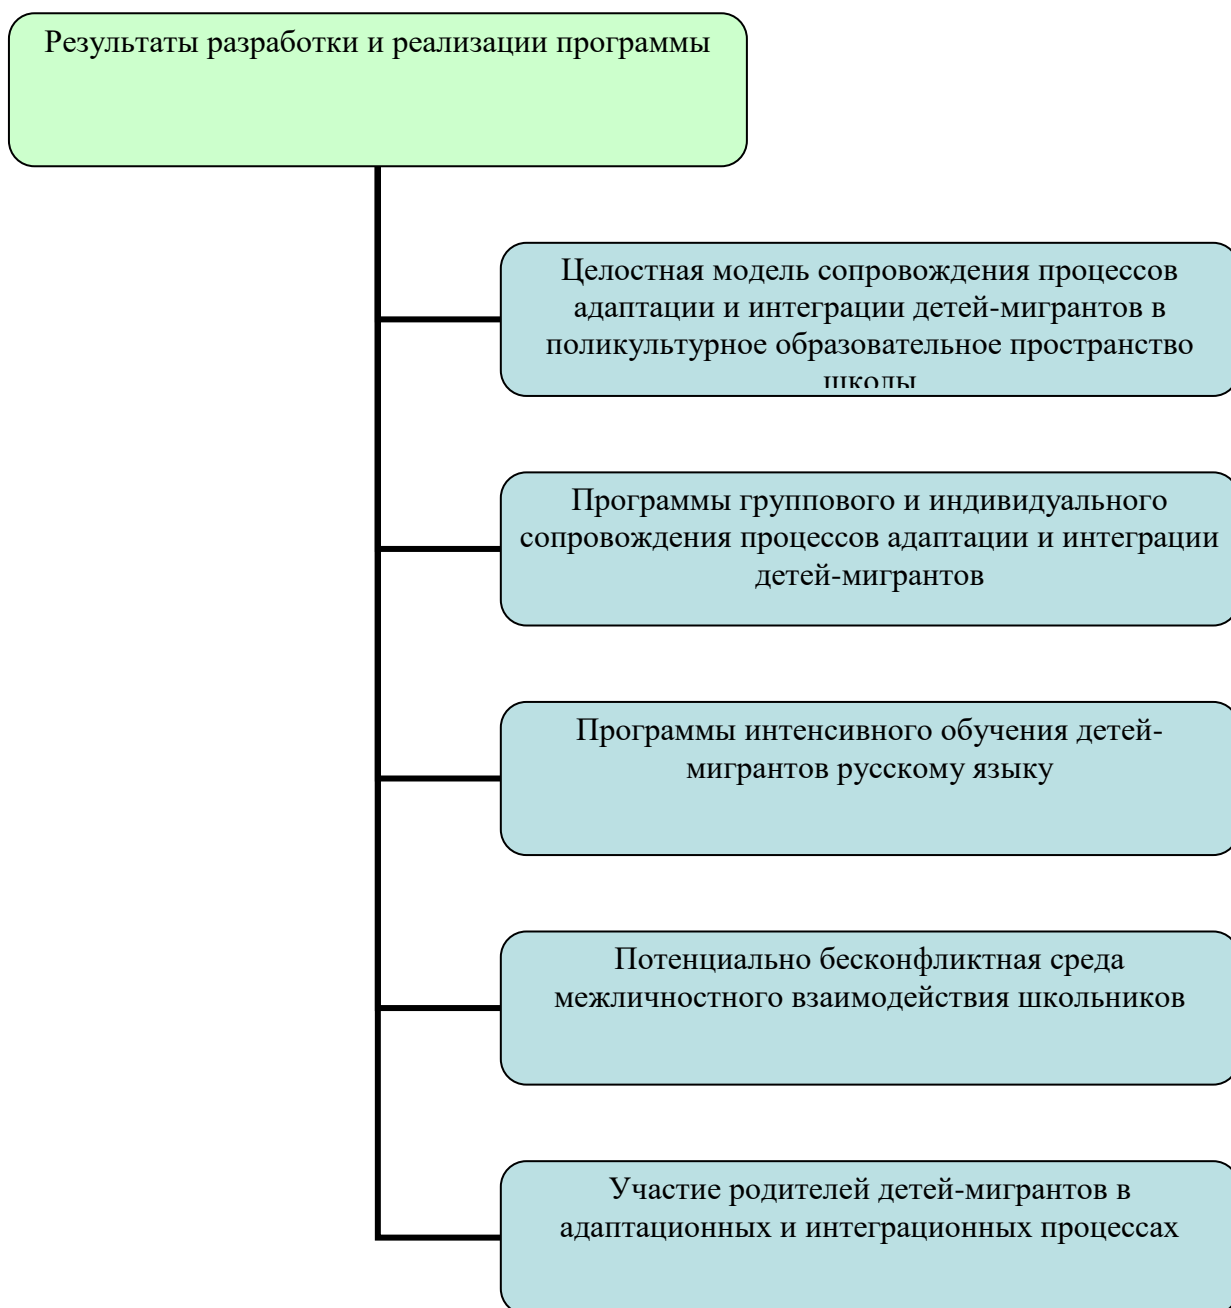 Результаты разработки и реализации программы
Целостная модель сопровождения процессов
адаптации и интеграции детей-мигрантов в
поликультурное образовательное пространство
школы
Программы группового и индивидуального
сопровождения процессов адаптации и интеграции
детей-мигрантов
Программы интенсивного обучения детей-
мигрантов русскому языку
Потенциально бесконфликтная среда
межличностного взаимодействия школьников
Участие родителей детей-мигрантов в
адаптационных и интеграционных процессах